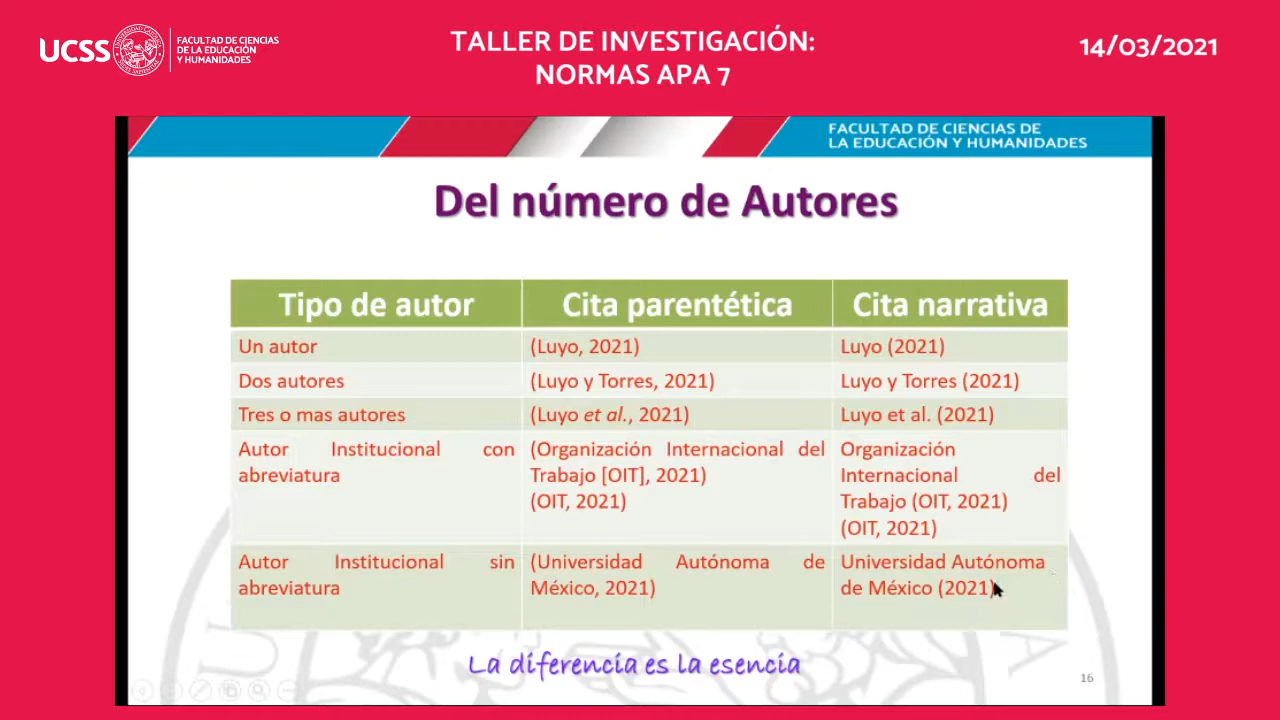 UCSS
FACULTAD DE CIENCIAS
DE LA EDUCACIÓN
Y HUMANIDADES
TALLER DE INVESTIGACIÓN:
NORMAS APA 7
14/03/2021
FACULTAD DE CIENCIAS DE
LA EDUCACIÓN Y HUMANIDADES
Del número de Autores
Tipo de autor Cita parentética Cita narrativa
Un autor (Luyo, 2021) Luyo (2021)
Dos autores (Luyo y Torres, 2021) Luyo y Torres (2021)
Tres o mas autores (Luyo et al., 2021) Luyo et al. (2021)
Autor Institucional con
abreviatura
(Organización Internacional del
Trabajo [OIT], 2021)
(OIT, 2021)
Organización
Internacional del
Trabajo (OIT, 2021)
(OIT, 2021)
Autor Institucional sin
abreviatura
(Universidad Autónoma de
México, 2021)
Universidad Autónoma
de México (2021)
La diferencia es la esencia
16